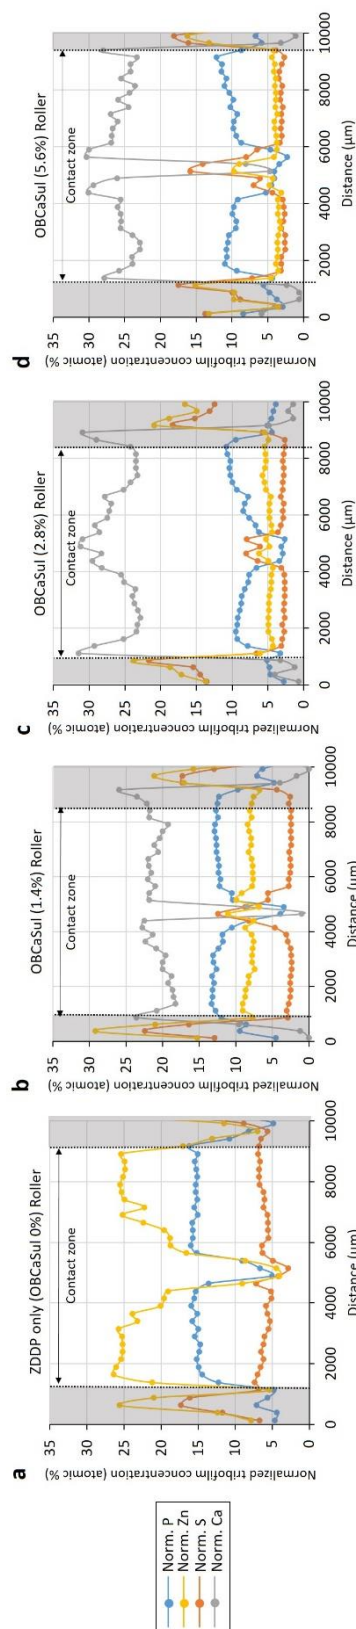 Norm. P
Norm. Zn
Norm. S
Norm. Ca
a
ZDDP only (OBCaSul 0%) Roller
Normalized tribofilm concentration (atomic %
35
30
25
20
15
10
5
0
Contact zone
0
2000
4000
6000
8000
10000
Distance (µm)
b
OBCaSul (1.4%) Roller
Normalized tribofilm concentration (atomic %
35
30
25
20
15
10
5
0
Contact zone
0
2000
4000
6000
8000
10000
Distance (µm)
c
OBCaSul (2.8%) Roller
Normalized tribofilm concentration (atomic %
35
30
25
20
15
10
5
0
Contact zone
0
2000
4000
6000
8000
10000
Distance (µm)
d
OBCaSul (5.6%) Roller
Normalized tribofilm concentration (atomic %
35
30
25
20
15
10
5
0
Contact zone
0
2000
4000
6000
8000
10000
Distance (µm)